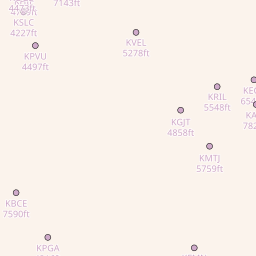 7143ft
KSLC
4227ft
KVEL
5278ft
KPVU
4497ft
KRIL
5548ft
KGJT
4858ft
KMTJ
5759ft
KBCE
7590ft
KPGA